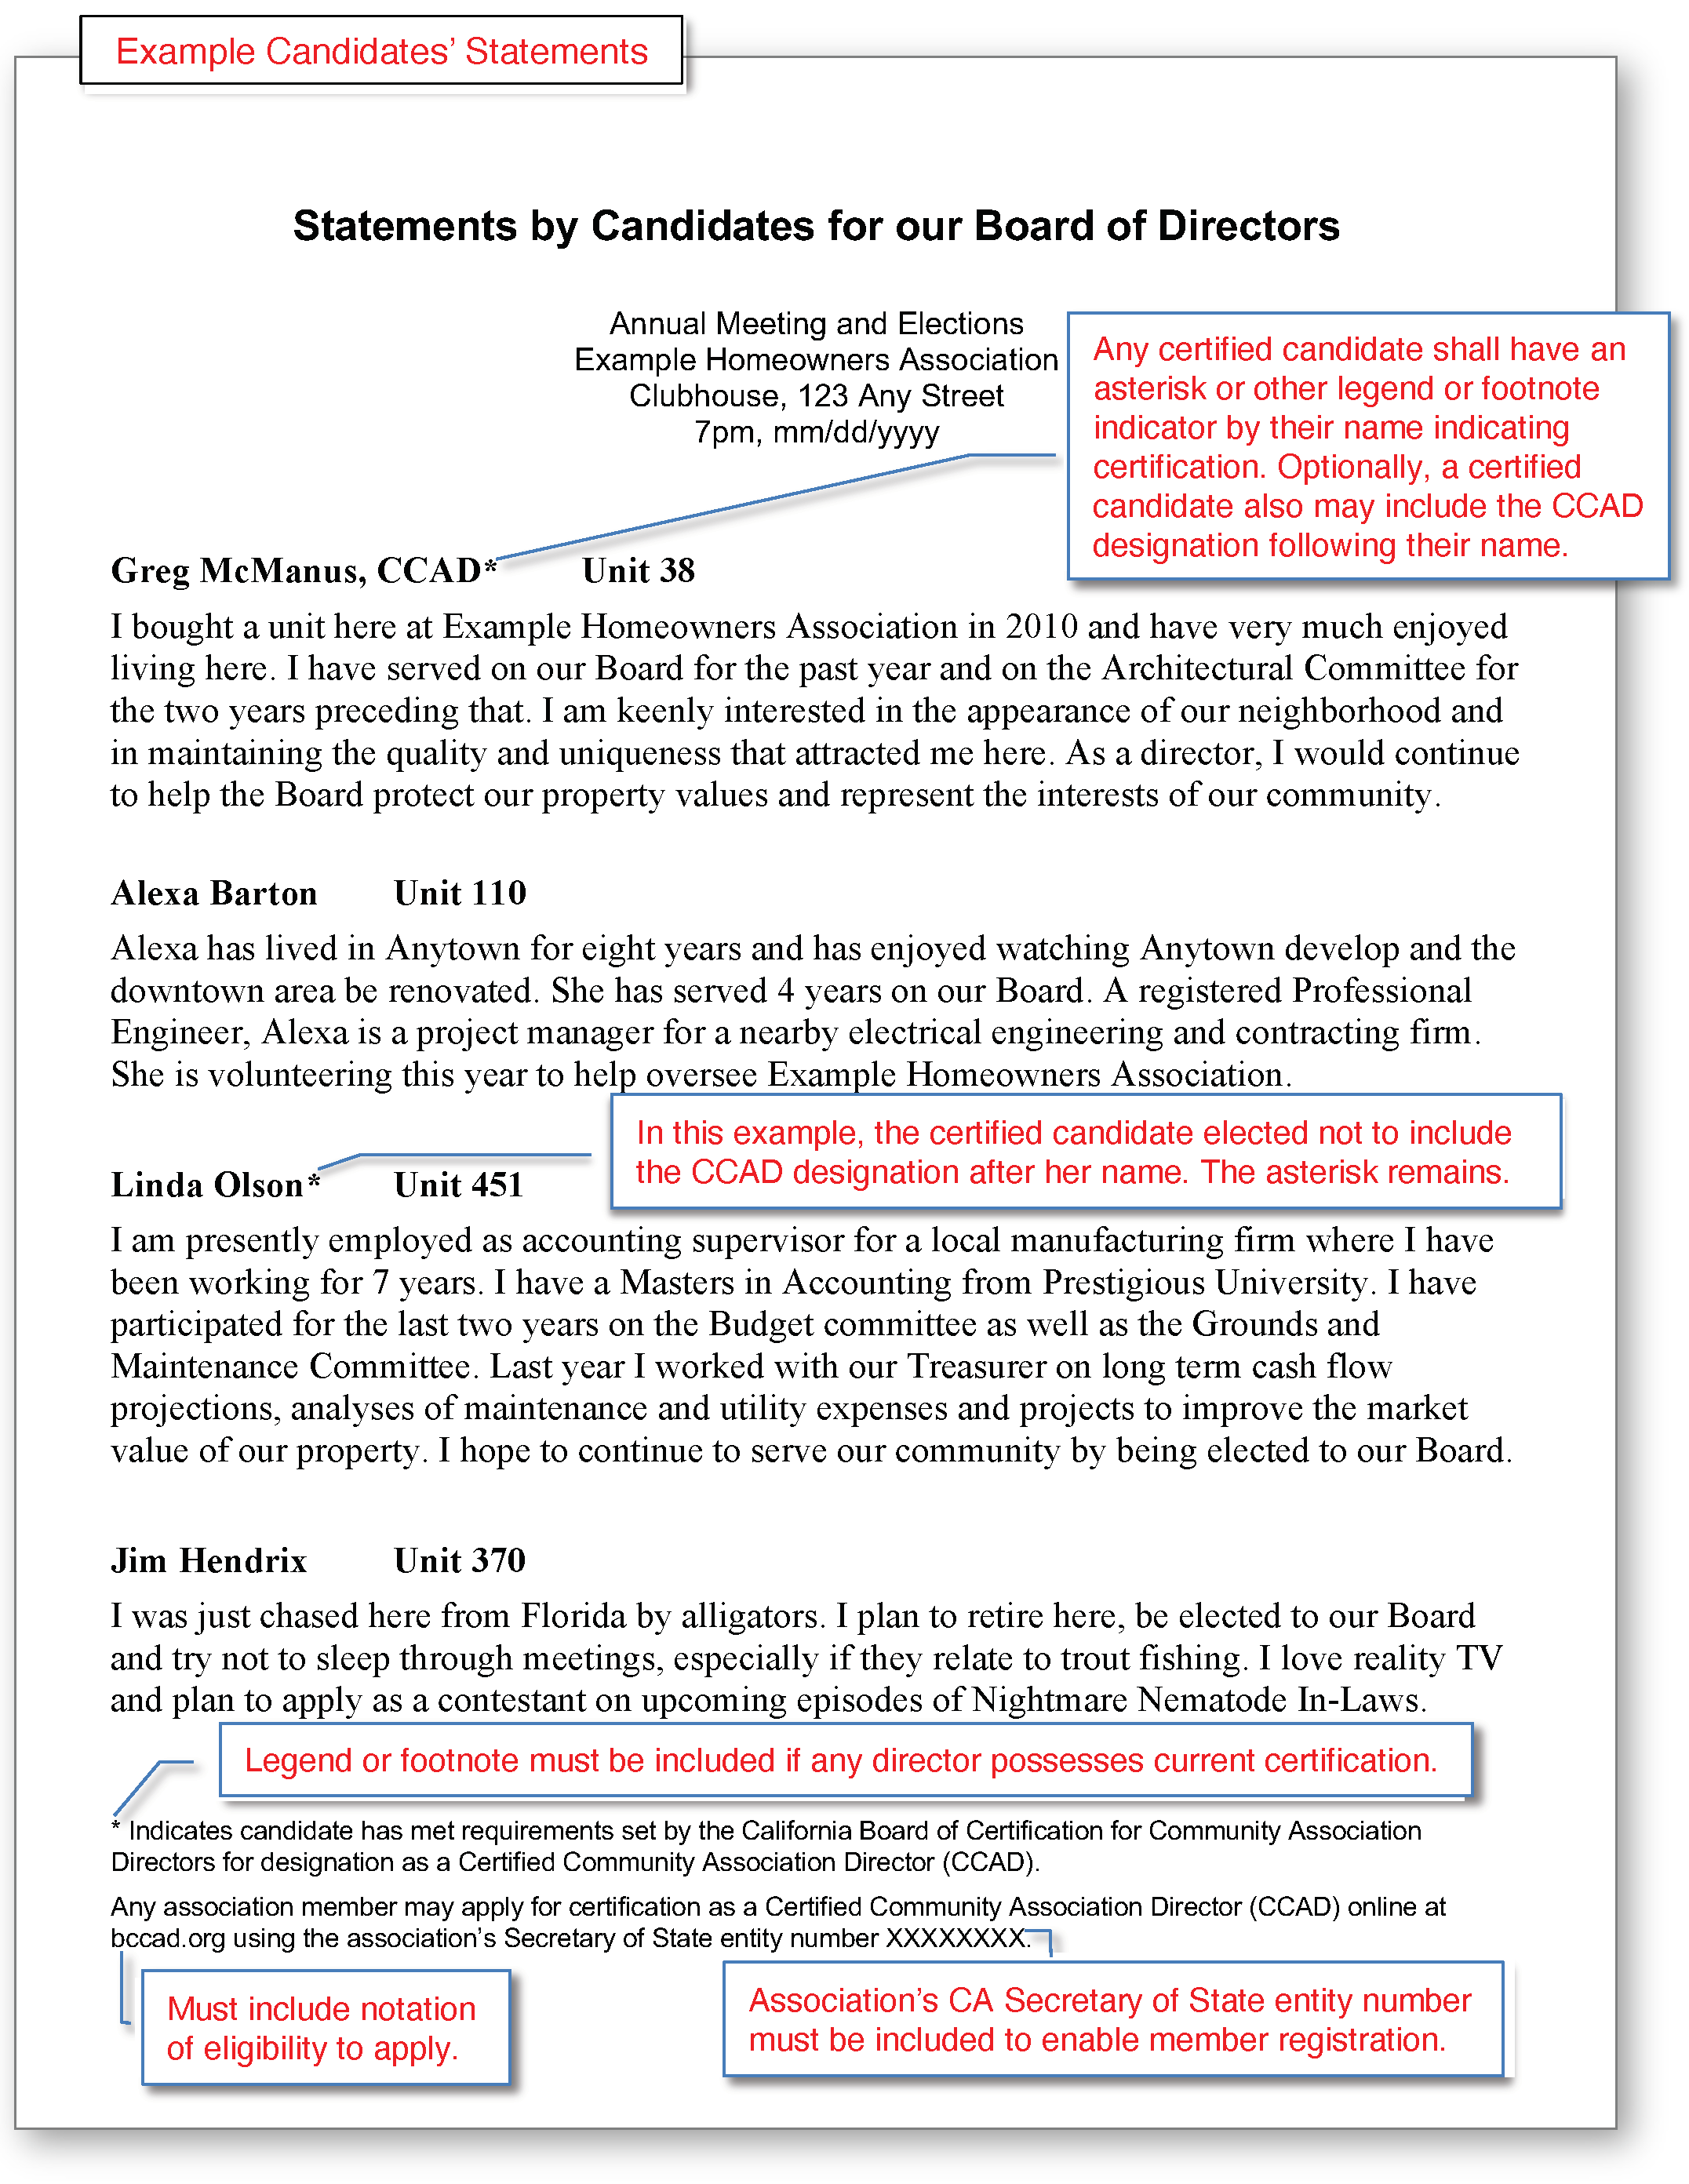 Example Candidates’ Statements
Statements by Candidates for our Board of Directors
Annual Meeting and Elections
Example Homeowners Association
Clubhouse, 123 Any Street
7pm, mm/dd/yyyy
Any certified candidate shall have an
asterisk or other legend or footnote
indicator by their name indicating
certification. Optionally, a certified
candidate also may include the CCAD
designation following their name.
Greg McManus, CCAD* Unit 38
I bought a unit here at Example Homeowners Association in 2010 and have very much enjoyed
living here. I have served on our Board for the past year and on the Architectural Committee for
the two years preceding that. I am keenly interested in the appearance of our neighborhood and
in maintaining the quality and uniqueness that attracted me here. As a director, I would continue
to help the Board protect our property values and represent the interests of our community.
Alexa Barton Unit 110
Alexa has lived in Anytown for eight years and has enjoyed watching Anytown develop and the
downtown area be renovated. She has served 4 years on our Board. A registered Professional
Engineer, Alexa is a project manager for a nearby electrical engineering and contracting firm.
She is volunteering this year to help oversee Example Homeowners Association.
In this example, the certified candidate elected not to include
the CCAD designation after her name. The asterisk remains.
Linda Olson* Unit 451
I am presently employed as accounting supervisor for a local manufacturing firm where I have
been working for 7 years. I have a Masters in Accounting from Prestigious University. I have
participated for the last two years on the Budget committee as well as the Grounds and
Maintenance Committee. Last year I worked with our Treasurer on long term cash flow
projections, analyses of maintenance and utility expenses and projects to improve the market
value of our property. I hope to continue to serve our community by being elected to our Board.
Jim Hendrix Unit 370
I was just chased here from Florida by alligators. I plan to retire here, be elected to our Board
and try not to sleep through meetings, especially if they relate to trout fishing. I love reality TV
and plan to apply as a contestant on upcoming episodes of Nightmare Nematode In-Laws.
Legend or footnote must be included if any director possesses current certification.
* Indicates candidate has met requirements set by the California Board of Certification for Community Association
Directors for designation as a Certified Community Association Director (CCAD).
Any association member may apply for certification as a Certified Community Association Director (CCAD) online at
bccad.org using the association’s Secretary of State entity number XXXXXXXX.
Must include notation
of eligibility to apply.
Association’s CA Secretary of State entity number
must be included to enable member registration.